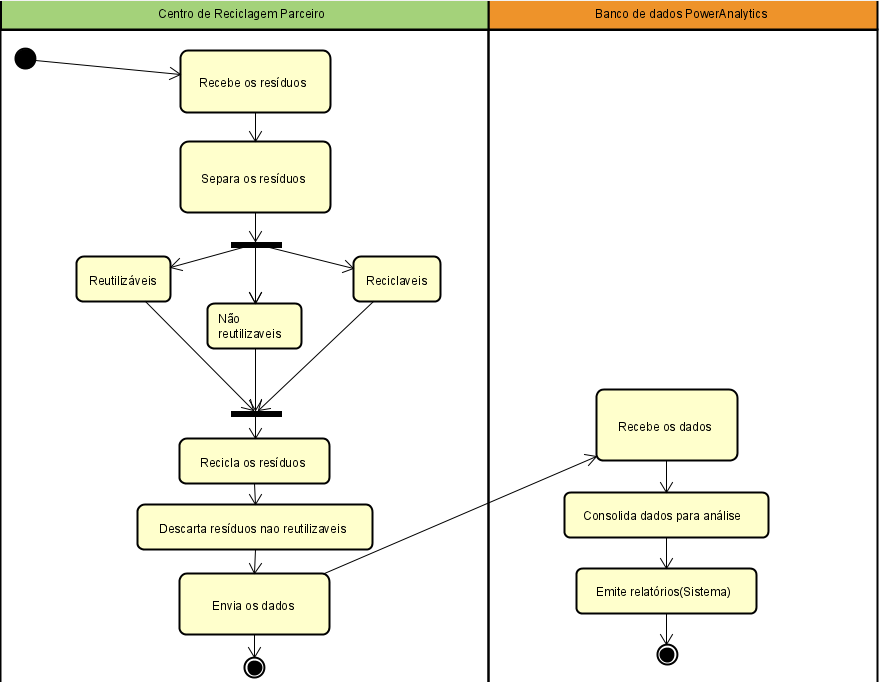 Centro de Reciclagem Parceiro
Banco de dados PowerAnalytics
Recebe os resíduos
Separa os resíduos
Reutilizáveis
Não
reutilizaveis
Reciclaveis
Recicla os resíduos
Descarta resíduos nao reutilizaveis
Envia os dados
Recebe os dados
Consolida dados para análise
Emite relatórios(Sistema)